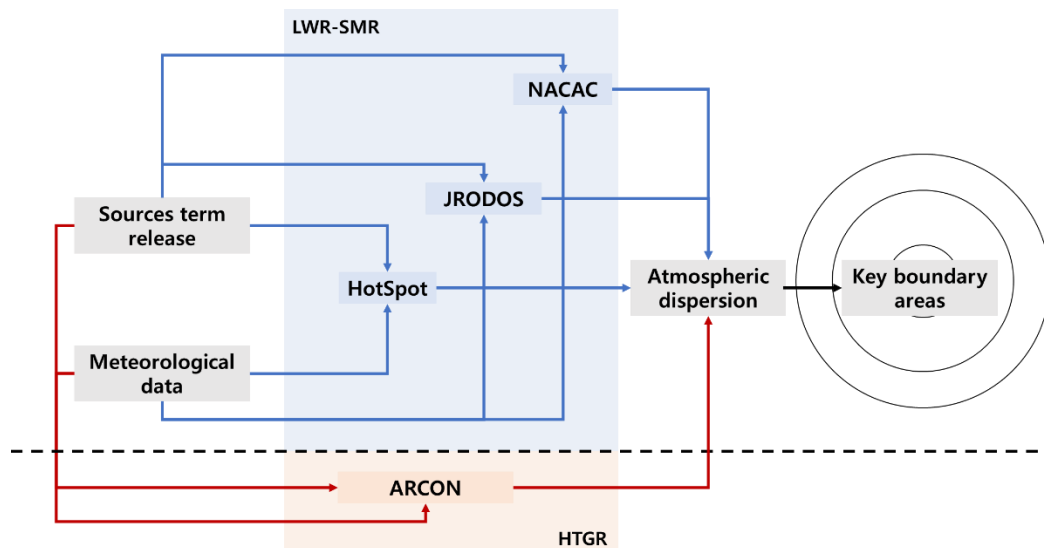 LWR-SMR
NACAC
JRODOS
Sources term
release
HotSpot
Atmospheric
dispersion
Key boundary
areas
Meteorological
data
ARCON
HTGR